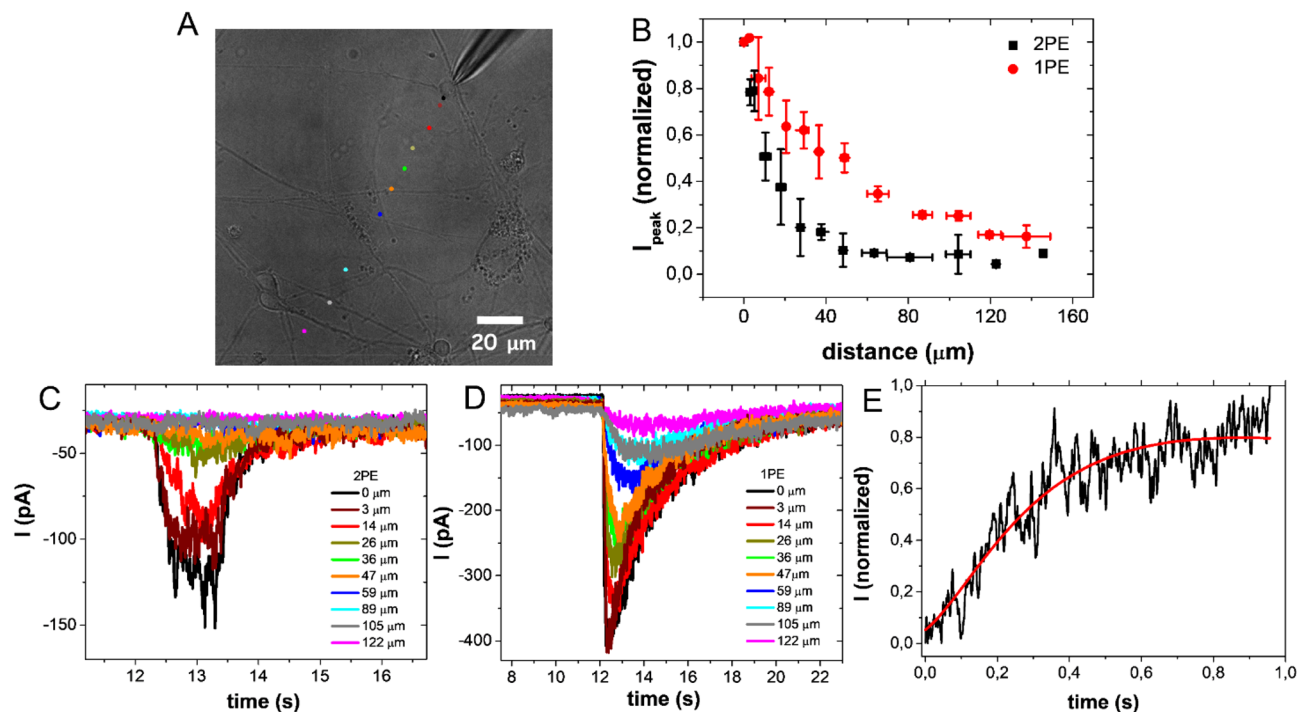 A
20 μm
B
I_peak (normalized)
1,0
0,8
0,6
0,4
0,2
0,0
0 40 80 120 160
distance (μm)
2PE
1PE
C
I (pA)
-50
-100
-150
12 13 14 15 16
time (s)
2PE
0 μm
3 μm
14 μm
26 μm
36 μm
47 μm
59 μm
89 μm
105 μm
122 μm
D
I (pA)
-100
-200
-300
-400
8 10 12 14 16 18 20 22
time (s)
1PE
0 μm
3 μm
14 μm
26 μm
36 μm
47μm
59 μm
89 μm
105 μm
122 μm
E
I (normalized)
1,0
0,8
0,6
0,4
0,2
0,0
0,0 0,2 0,4 0,6 0,8 1,0
time (s)